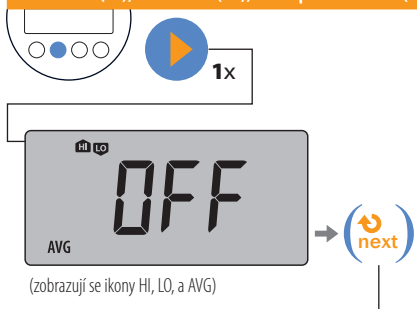 1x
HI LO
OFF
AVG
next
(zobrazují se ikony HI, LO, a AVG)